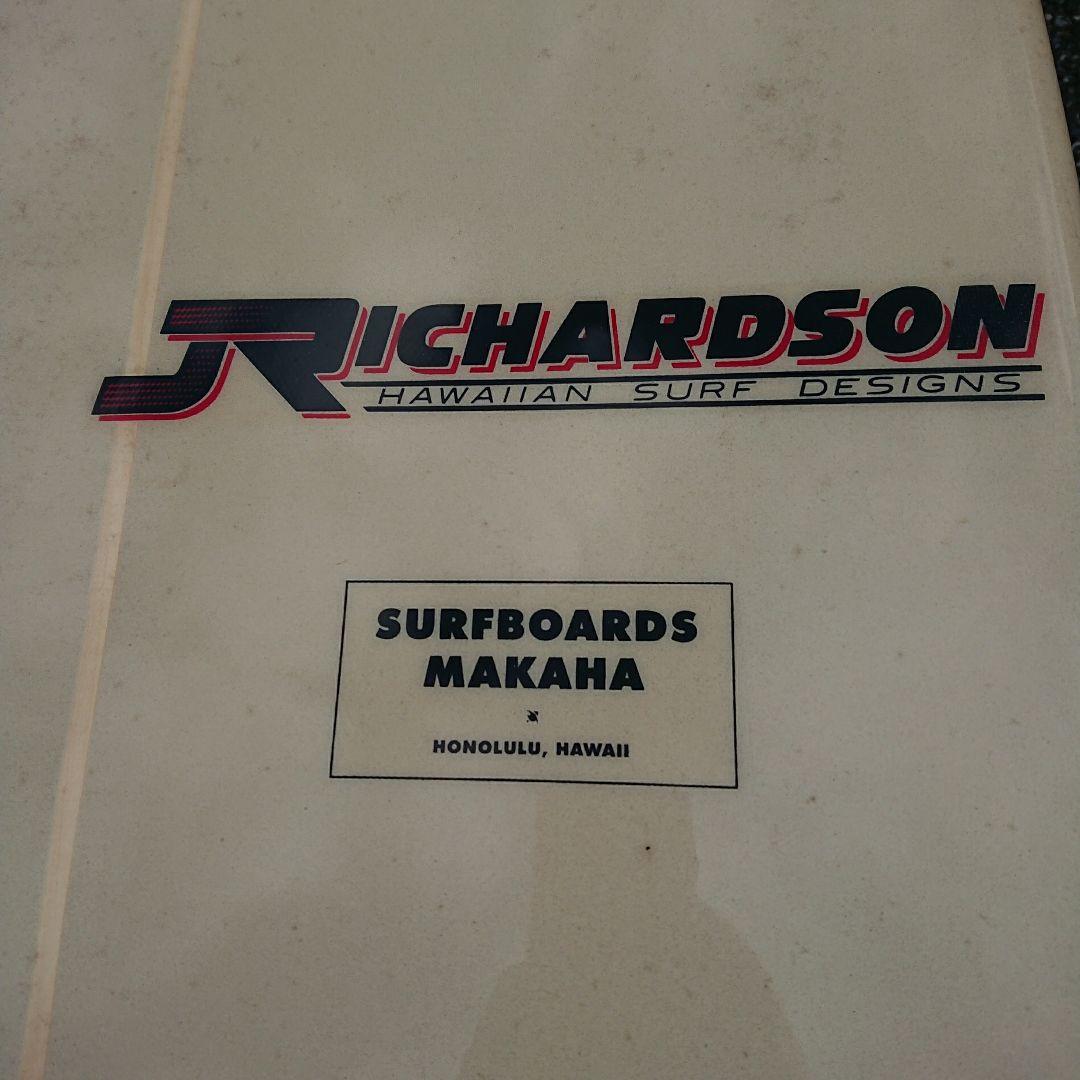 JRICHARDSON
HAWAIIAN SURF DESIGNS
SURFBOARDS
MAKAHA
HONOLULU, HAWAII